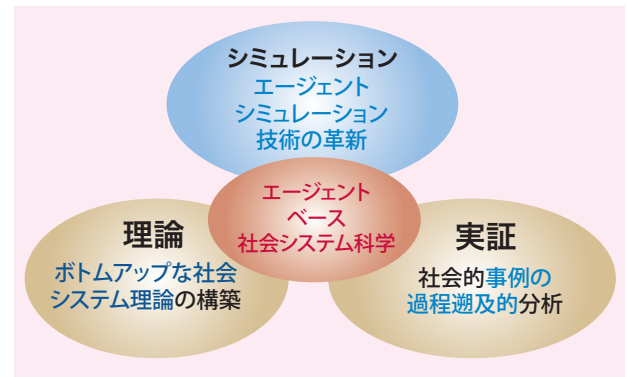 シミュレーション
エージェント
シミュレーション
技術の革新
エージェント
ベース
社会システム科学
理論
ボトムアップな社会
システム理論の構築
実証
社会的事例の
過程遡及的分析